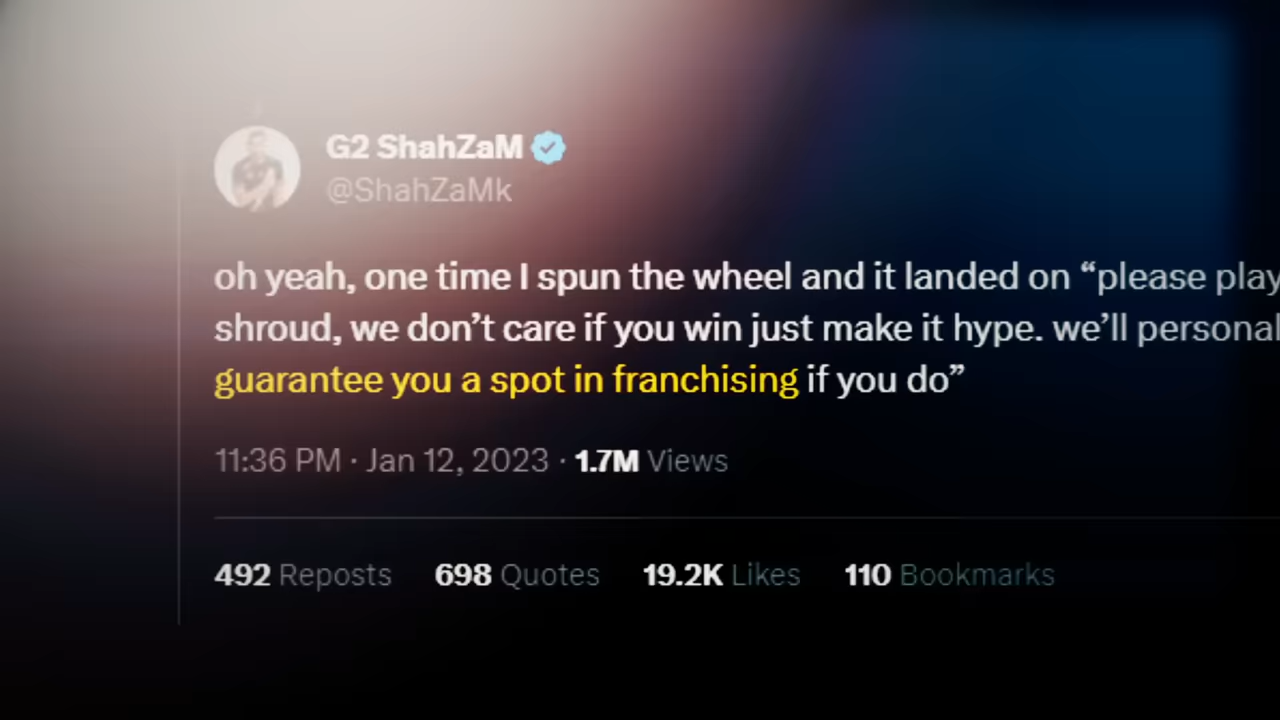 G2 ShahZaM
@ShahZaMk
oh yeah, one time I spun the wheel and it landed on “please play
shroud, we don’t care if you win just make it hype. we’ll personal
guarantee you a spot in franchising if you do”
11:36 PM · Jan 12, 2023 · 1.7M Views
492 Reposts 698 Quotes 19.2K Likes 110 Bookmarks